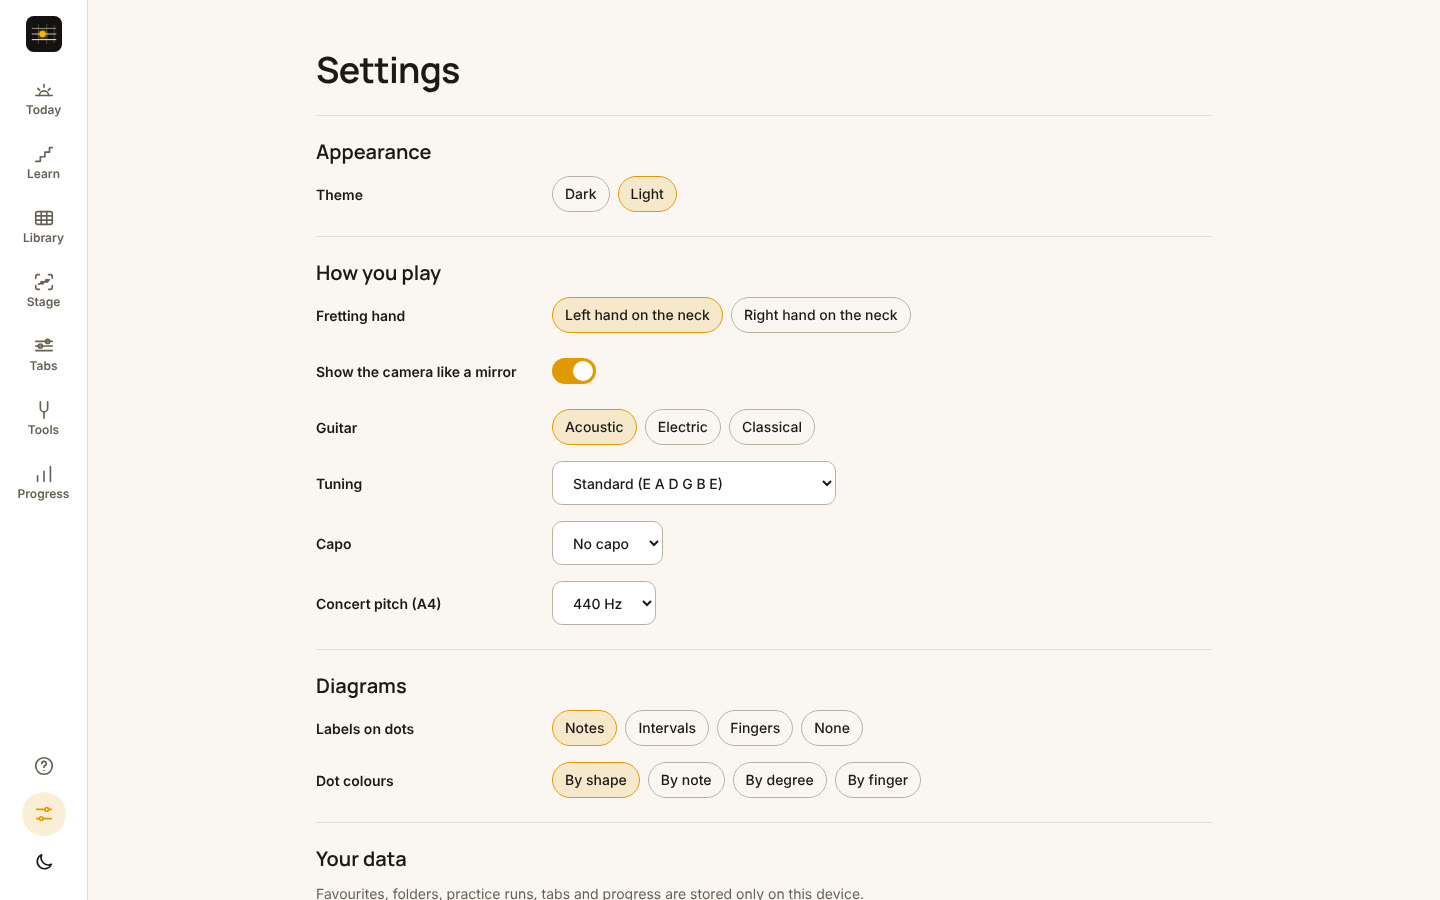 Settings
Today
Learn
Library
Stage
Tabs
Tools
Progress
Appearance
Theme Dark Light
How you play
Fretting hand Left hand on the neck Right hand on the neck
Show the camera like a mirror
Guitar Acoustic Electric Classical
Tuning Standard (E A D G B E)
Capo No capo
Concert pitch (A4) 440 Hz
Diagrams
Labels on dots Notes Intervals Fingers None
Dot colours By shape By note By degree By finger
Your data
Favourites, folders, practice runs, tabs and progress are stored only on this device.